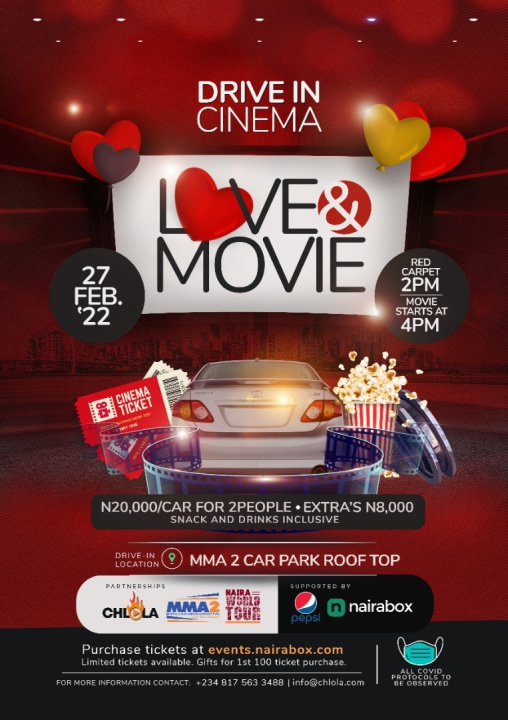 DRIVE IN
CINEMA
LOVE &
MOVIE
27
FEB.
'22
RED
CARPET
2PM
MOVIE
STARTS AT
4PM
CINEMA
TICKET
N20,000/CAR FOR 2PEOPLE • EXTRA'S N8,000
SNACK AND DRINKS INCLUSIVE
DRIVE-IN
LOCATION
MMA 2 CAR PARK ROOF TOP
PARTNERSHIPS
CHLOLA
MMA2
NAIRA
WORLD
TOUR
SUPPORTED BY
pepsi
n nairabox
Purchase tickets at events.nairabox.com
Limited tickets available. Gifts for 1st 100 ticket purchase.
FOR MORE INFORMATION CONTACT: +234 817 563 3488 | info@chlola.com
ALL COVID
PROTOCOLS TO
BE OBSERVED